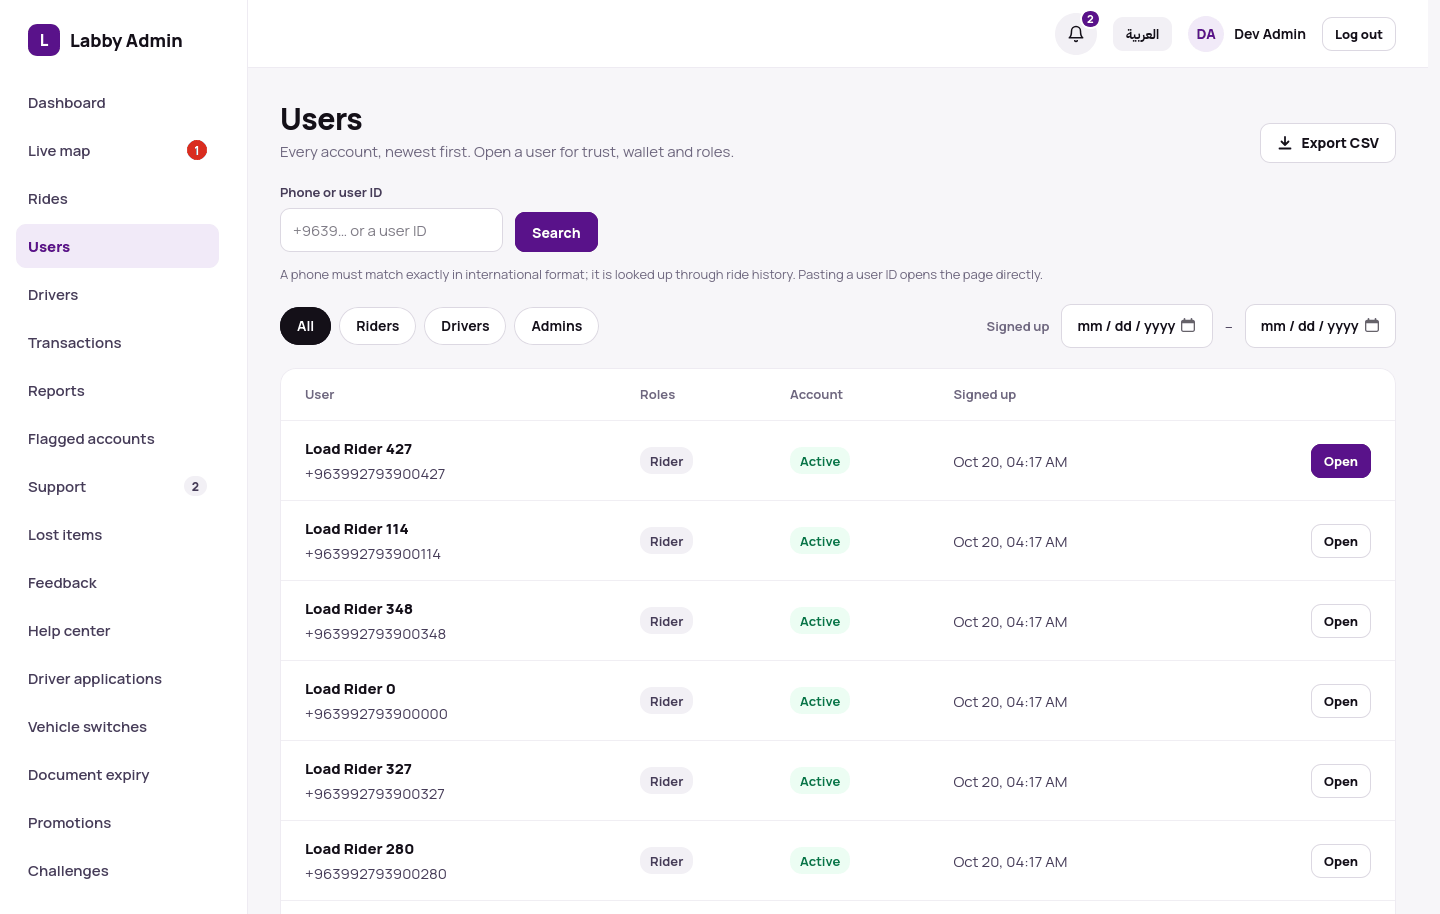 L Labby Admin
2
العربية
DA Dev Admin
Log out
Dashboard
Live map 1
Rides
Users
Drivers
Transactions
Reports
Flagged accounts
Support 2
Lost items
Feedback
Help center
Driver applications
Vehicle switches
Document expiry
Promotions
Challenges
Users
Every account, newest first. Open a user for trust, wallet and roles.
Export CSV
Phone or user ID
+9639... or a user ID
Search
A phone must match exactly in international format; it is looked up through ride history. Pasting a user ID opens the page directly.
All Riders Drivers Admins
Signed up mm / dd / yyyy – mm / dd / yyyy
User Roles Account Signed up
Load Rider 427
+963992793900427
Rider Active Oct 20, 04:17 AM Open
Load Rider 114
+963992793900114
Rider Active Oct 20, 04:17 AM Open
Load Rider 348
+963992793900348
Rider Active Oct 20, 04:17 AM Open
Load Rider 0
+963992793900000
Rider Active Oct 20, 04:17 AM Open
Load Rider 327
+963992793900327
Rider Active Oct 20, 04:17 AM Open
Load Rider 280
+963992793900280
Rider Active Oct 20, 04:17 AM Open